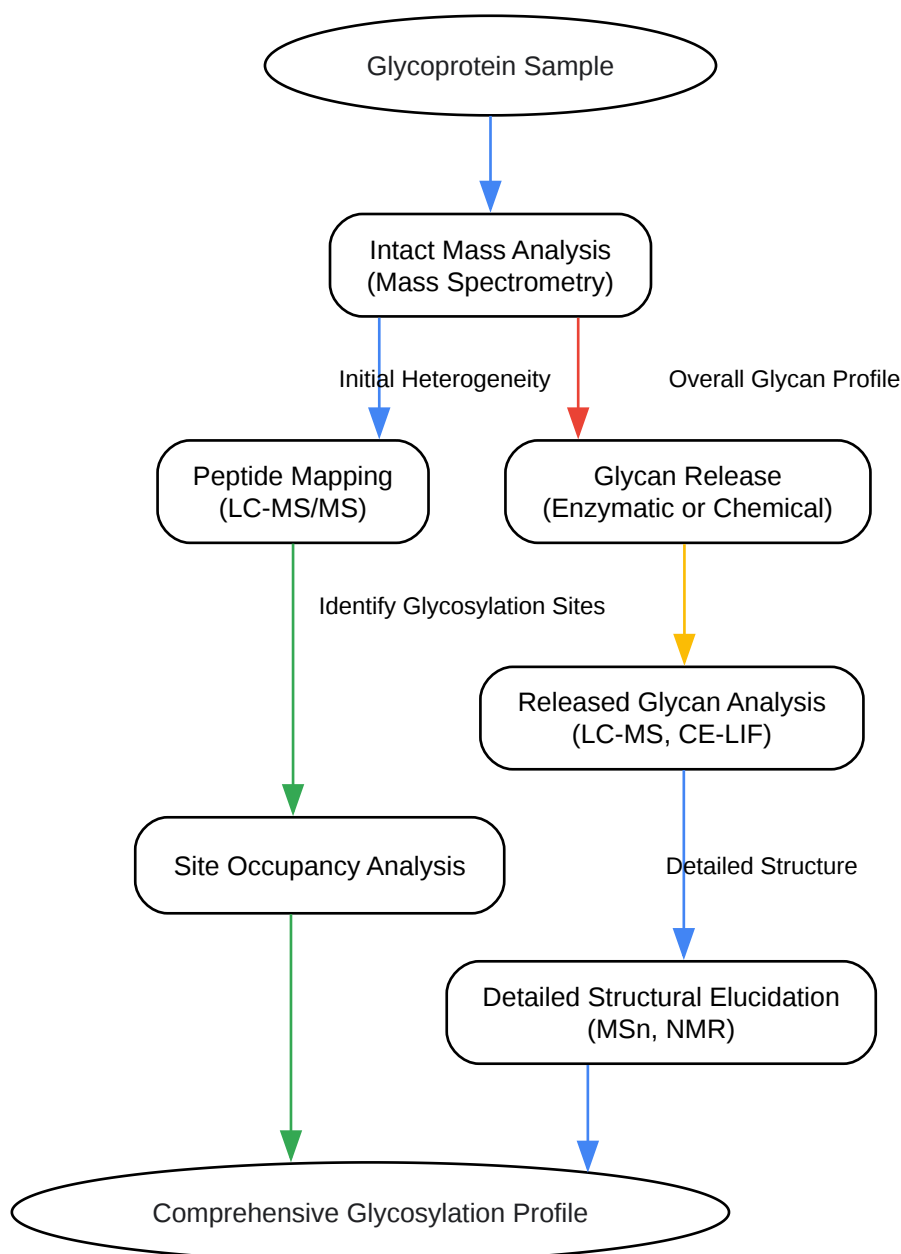 Glycoprotein Sample
Intact Mass Analysis
(Mass Spectrometry)
Initial Heterogeneity
Overall Glycan Profile
Peptide Mapping
(LC-MS/MS)
Glycan Release
(Enzymatic or Chemical)
Identify Glycosylation Sites
Released Glycan Analysis
(LC-MS, CE-LIF)
Site Occupancy Analysis
Detailed Structure
Detailed Structural Elucidation
(MSn, NMR)
Comprehensive Glycosylation Profile